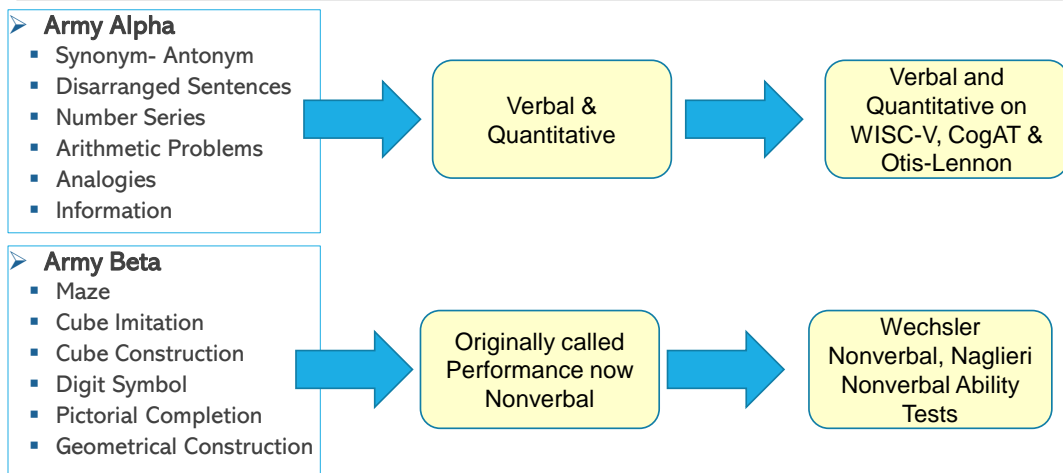 Army Alpha
Synonym- Antonym
Disarranged Sentences
Number Series
Arithmetic Problems
Analogies
Information
Verbal &
Quantitative
Verbal and
Quantitative on
WISC-V, CogAT &
Otis-Lennon
Army Beta
Maze
Cube Imitation
Cube Construction
Digit Symbol
Pictorial Completion
Geometrical Construction
Originally called
Performance now
Nonverbal
Wechsler
Nonverbal, Naglieri
Nonverbal Ability
Tests